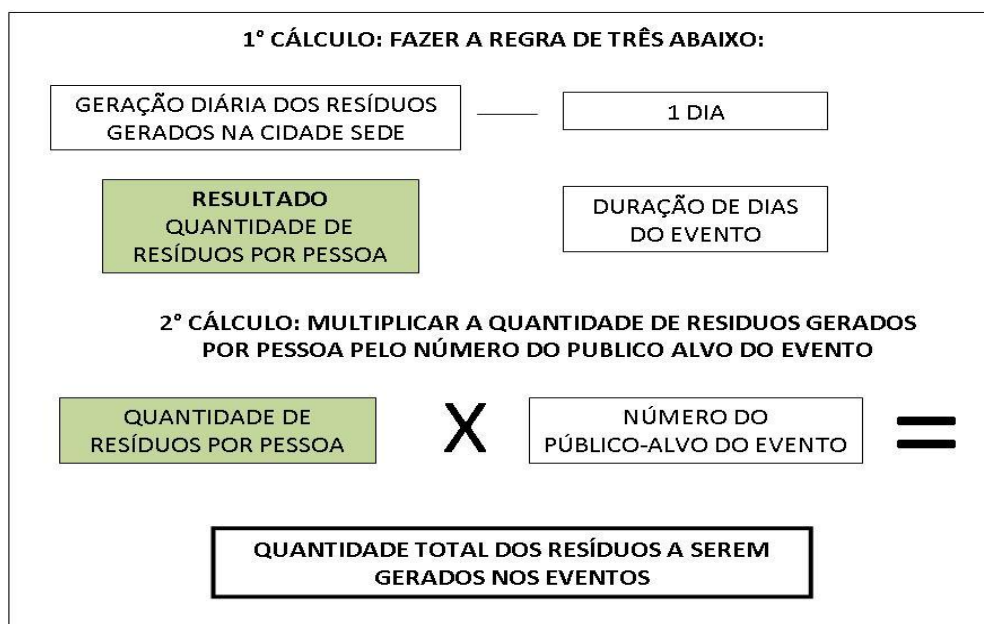 1° CÁLCULO: FAZER A REGRA DE TRÊS ABAIXO:
GERAÇÃO DIÁRIA DOS RESÍDUOS
GERADOS NA CIDADE SEDE
1 DIA
RESULTADO
QUANTIDADE DE
RESÍDUOS POR PESSOA
DURAÇÃO DE DIAS
DO EVENTO
2° CÁLCULO: MULTIPLICAR A QUANTIDADE DE RESIDUOS GERADOS
POR PESSOA PELO NÚMERO DO PUBLICO ALVO DO EVENTO
QUANTIDADE DE
RESÍDUOS POR PESSOA
X
NÚMERO DO
PÚBLICO-ALVO DO EVENTO
=
QUANTIDADE TOTAL DOS RESÍDUOS A SEREM
GERADOS NOS EVENTOS